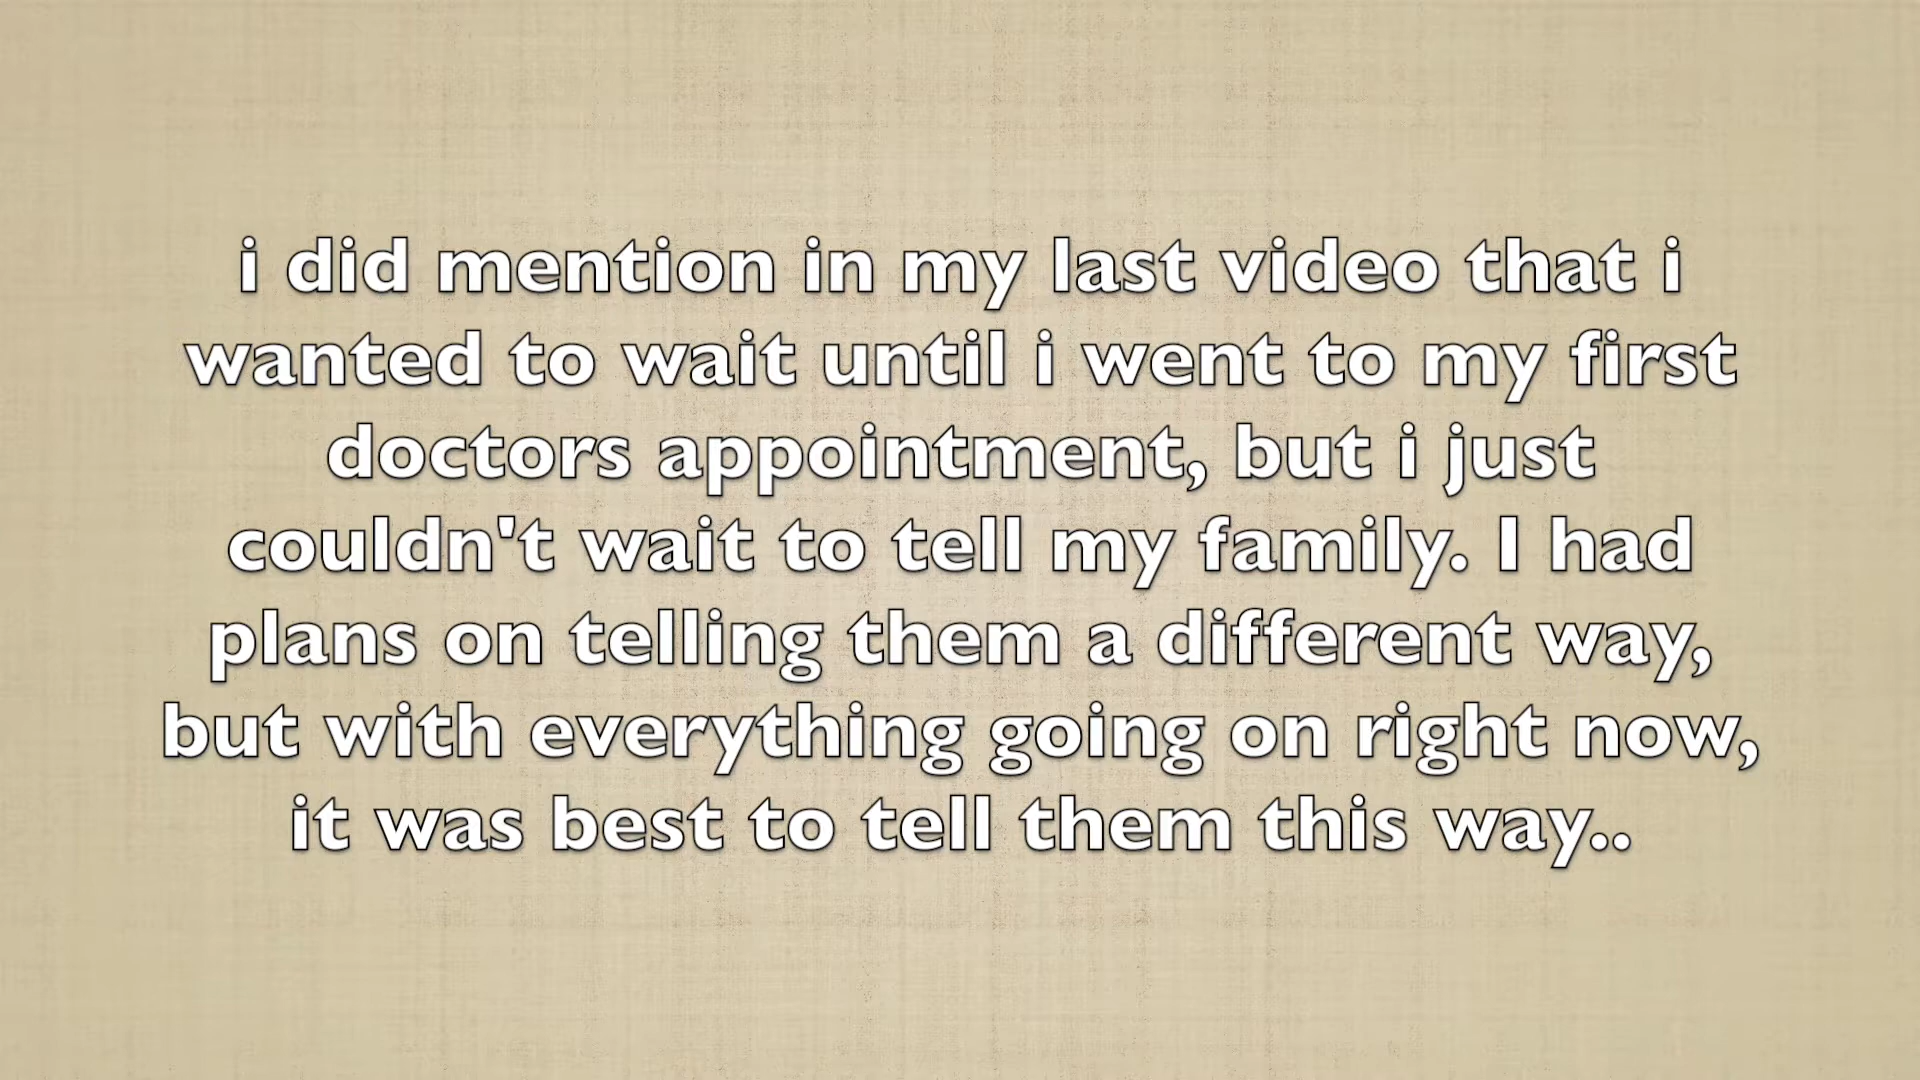 i did mention in my last video that i
wanted to wait until i went to my first
doctors appointment, but i just
couldn't wait to tell my family. I had
plans on telling them a different way,
but with everything going on right now,
it was best to tell them this way..